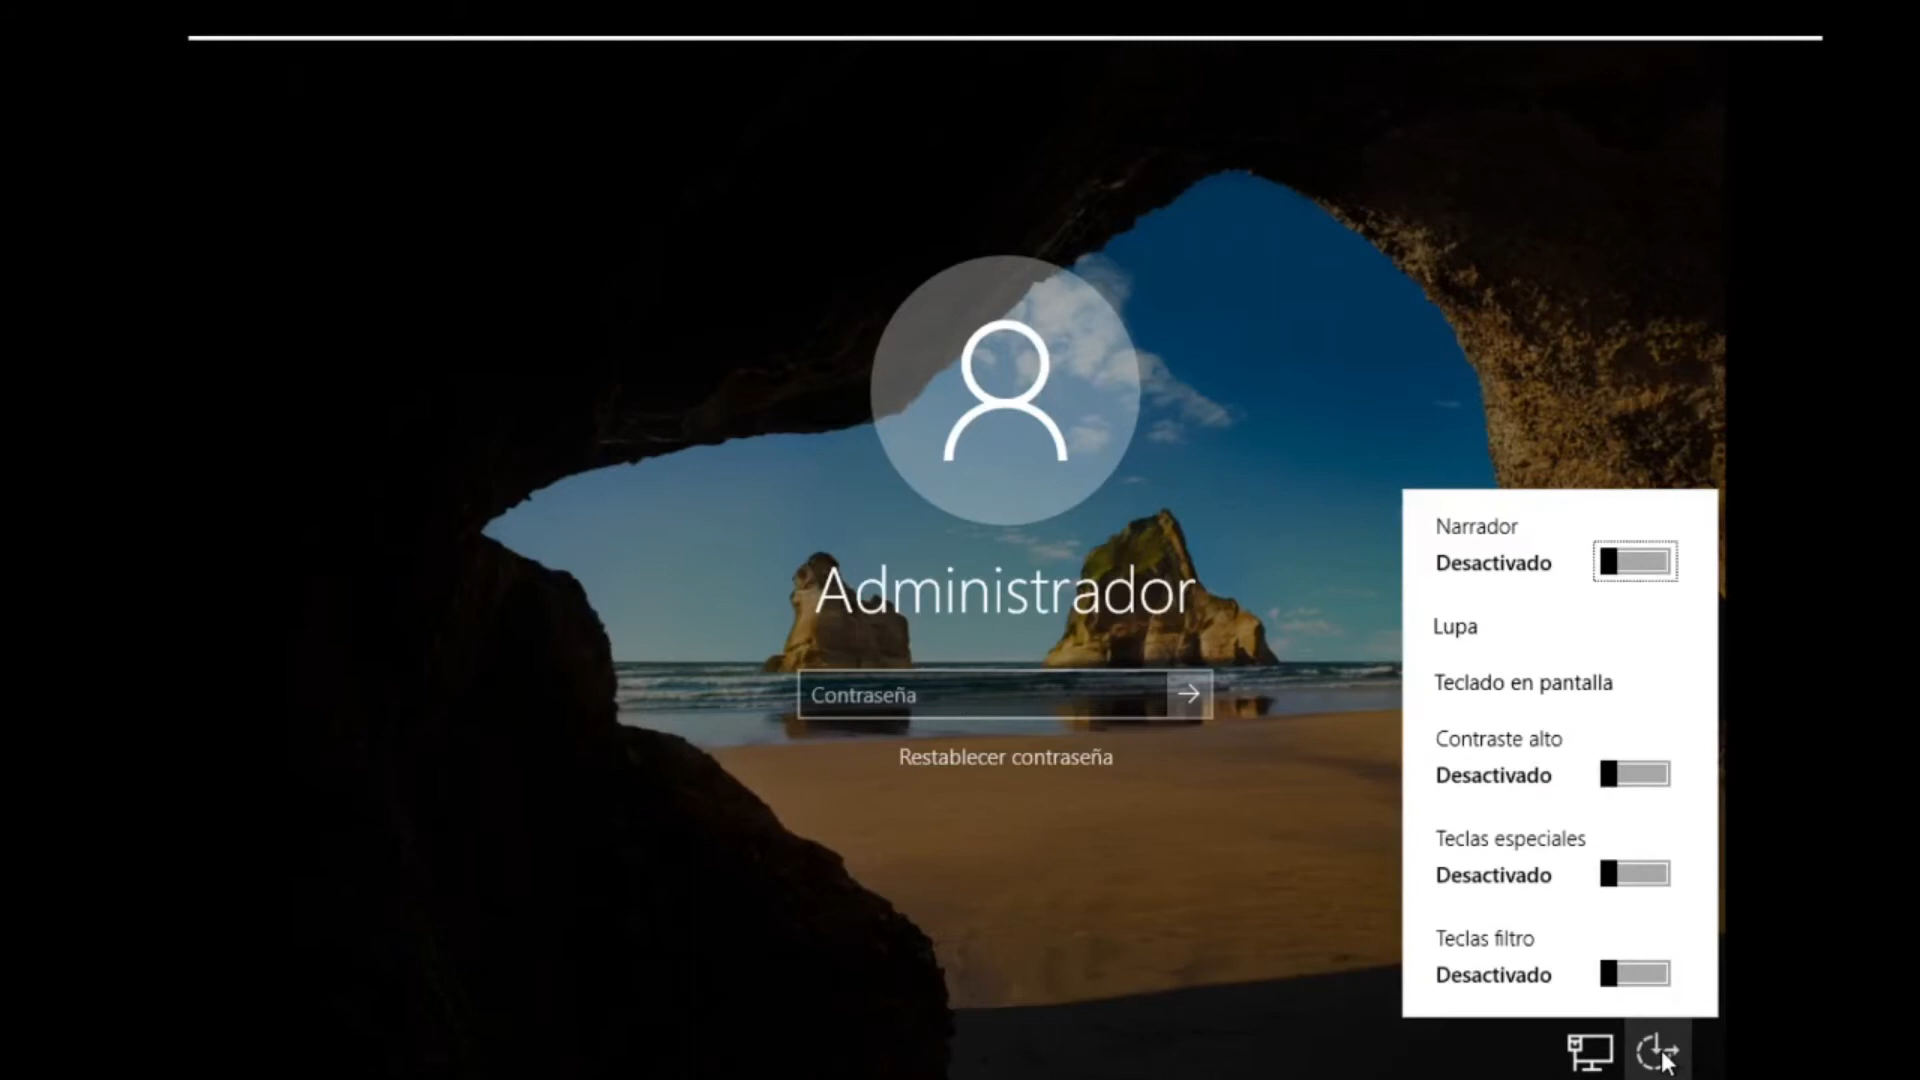 Administrador
Contraseña
Restablecer contraseña
Narrador
Desactivado
Lupa
Teclado en pantalla
Contraste alto
Desactivado
Teclas especiales
Desactivado
Teclas filtro
Desactivado